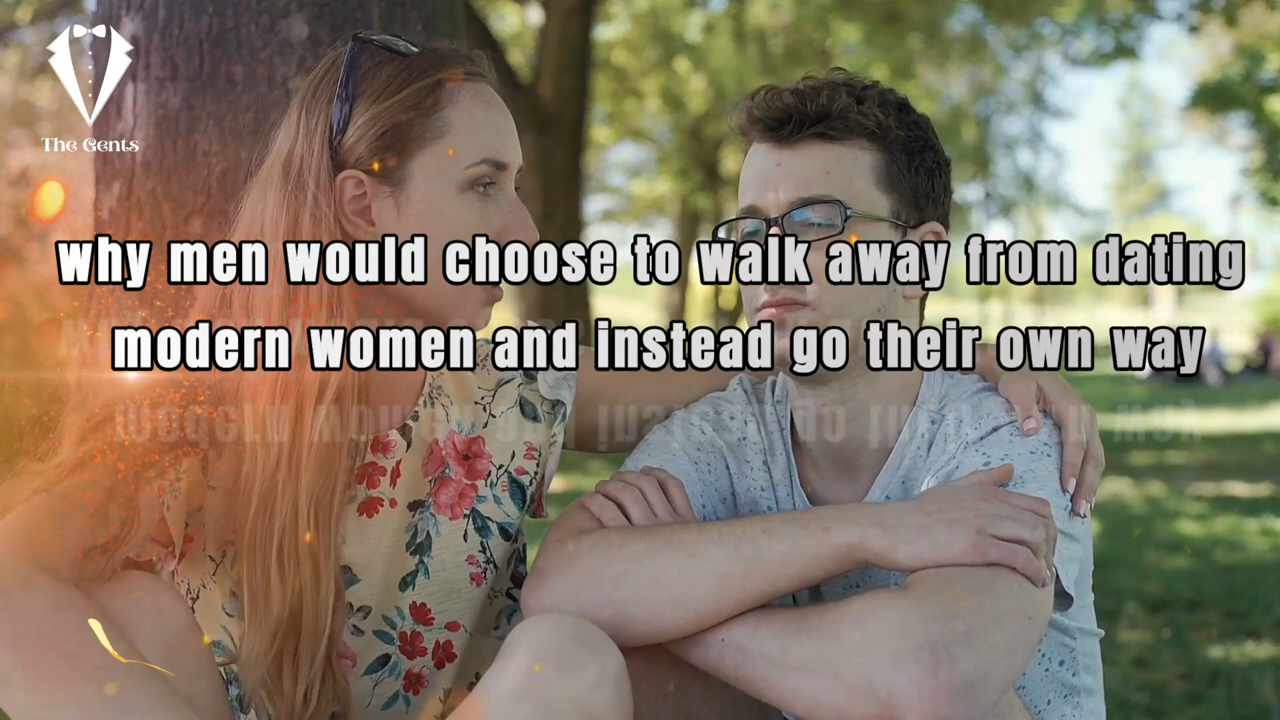 The Gents
why men would choose to walk away from dating
modern women and instead go their own way